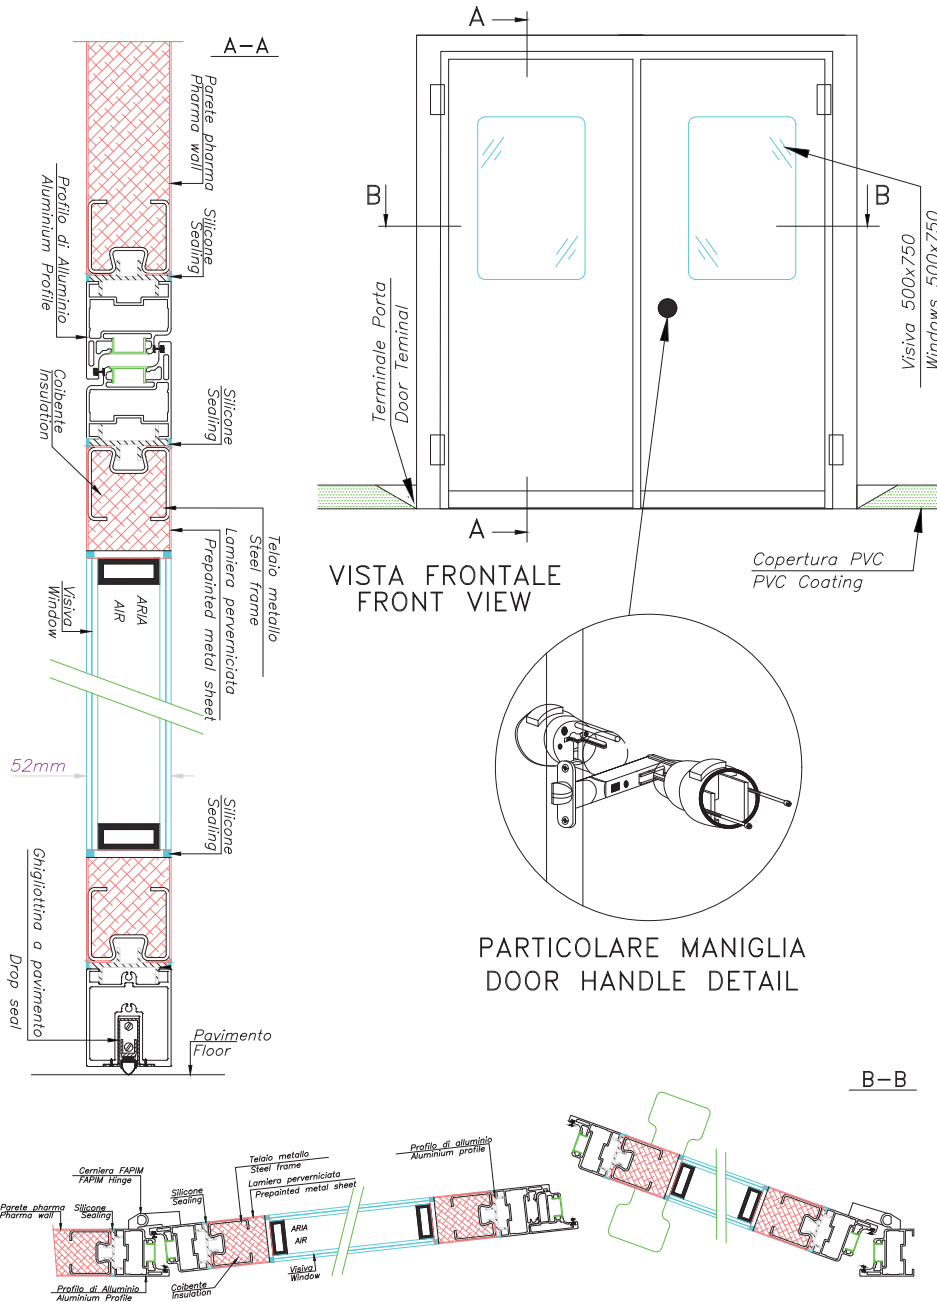 A-A
Parete pharma
Pharma wall
Profilo di Alluminio
Aluminium Profile
Silicone
Sealing
Coibente
Insulation
Silicone
Sealing
Telaio metallo
Steel frame
Lamiera perverniciata
Prepainted metal sheet
ARIA
AIR
Visiva
Window
52mm
Silicone
Sealing
Ghigliottina a pavimento
Drop seal
Pavimento
Floor
A
B
B
Visiva 500x750
Windows 500x750
Terminale Porta
Door Teminal
A
Copertura PVC
PVC Coating
VISTA FRONTALE
FRONT VIEW
PARTICOLARE MANIGLIA
DOOR HANDLE DETAIL
B-B
Parete pharma
Pharma wall
Silicone
Sealing
Cerniera FAPIM
FAPIM Hinge
Silicone
Sealing
Telaio metallo
Steel frame
Lamiera perverniciata
Prepainted metal sheet
ARIA
AIR
Profilo di alluminio
Aluminium profile
Profilo di Alluminio
Aluminium Profile
Coibente
Insulation
Visiva
Window